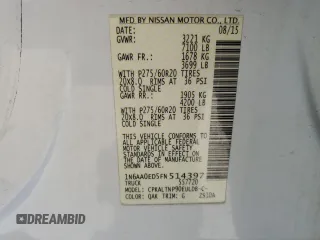 MFD BY NISSAN MOTOR CO., LTD.
DATE: 08/15
GVWR: 3221 KG
7100 LB
GAWR FR: 1678 KG
3699 LB
WITH P275/60R20 TIRES
20X8.0 RIMS AT 36 PSI
COLD SINGLE
GAWR RR: 1905 KG
4200 LB
WITH P275/60R20 TIRES
20X8.0 RIMS AT 36 PSI
COLD SINGLE
THIS VEHICLE CONFORMS TO
ALL APPLICABLE FEDERAL
MOTOR VEHICLE SAFETY
STANDARDS IN EFFECT ON THE
DATE OF MANUFACTURE SHOWN
ABOVE.
1N6AA0ED5FN514397
TRUCK
COLOR: QAK TRIM: G
DREAMBID